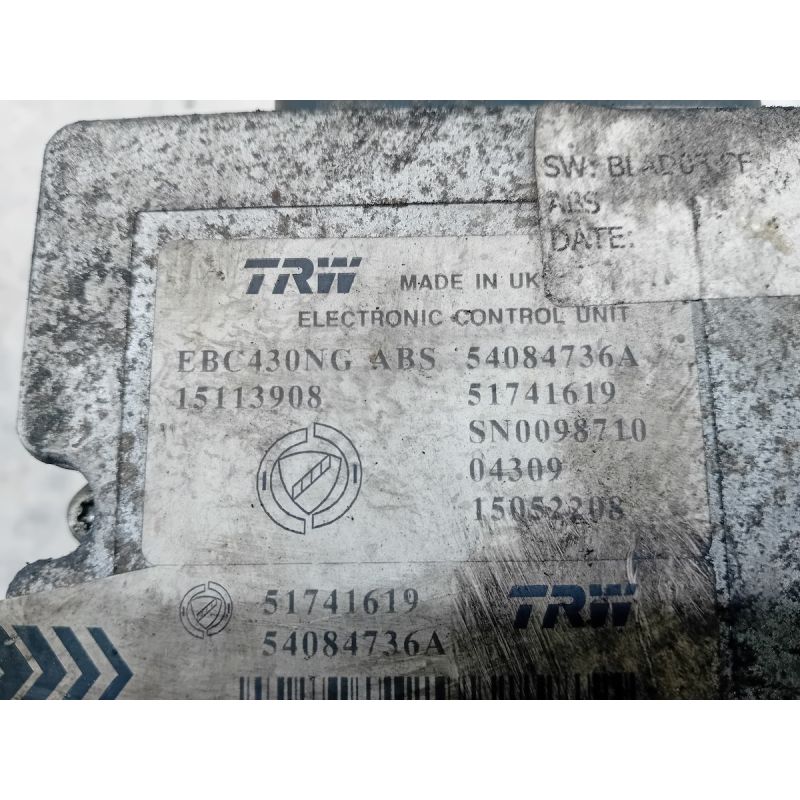 SW:
ABS
DATE:
TRW MADE IN UK
ELECTRONIC CONTROL UNIT
EBC430NG ABS 54084736A
15113908 51741619
SN0098710
04309
15052208
51741619 TRW
54084736A